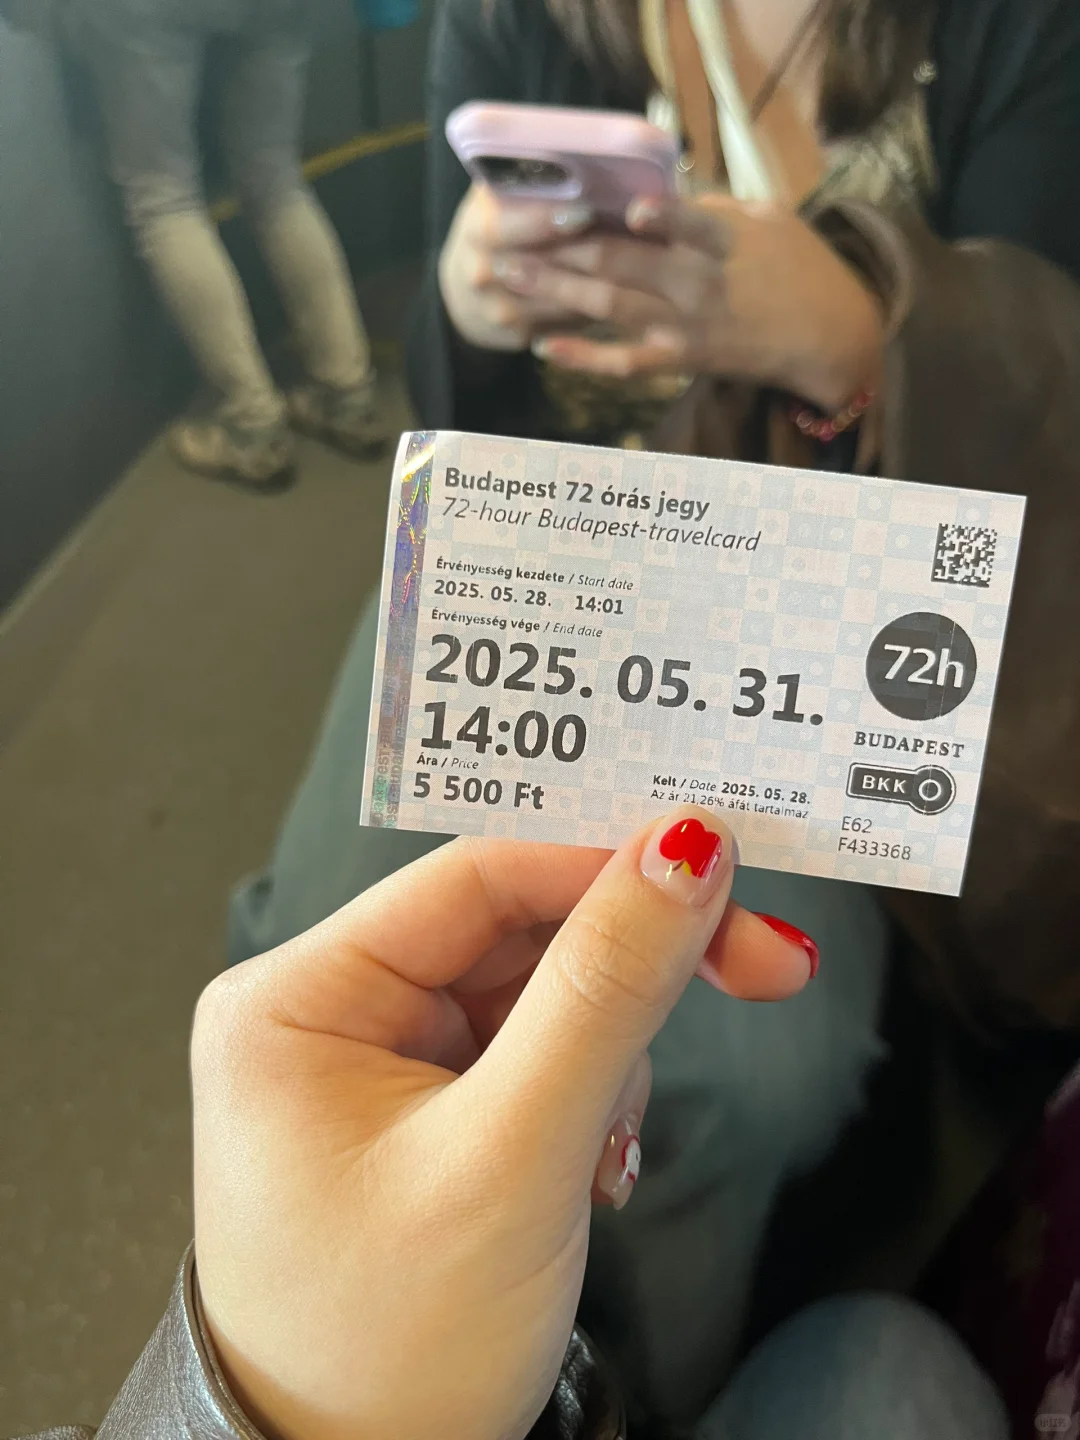 Budapest 72 órás jegy
72-hour Budapest-travelcard
Érvényesség kezdete / Start date
2025. 05. 28. 14:01
Érvényesség vége / End date
2025. 05. 31.
14:00
Ára / Price
5 500 Ft
Kelt / Date 2025. 05. 28.
Az ár 21,26% áfát tartalmaz
72h
BUDAPEST
BKK
E62
F433368